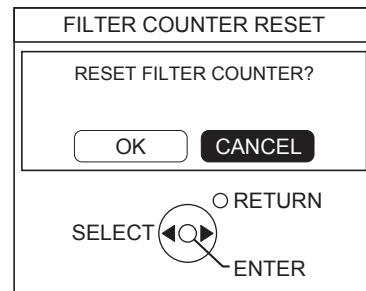 FILTER COUNTER RESET
RESET FILTER COUNTER?
OK CANCEL
RETURN
SELECT
ENTER